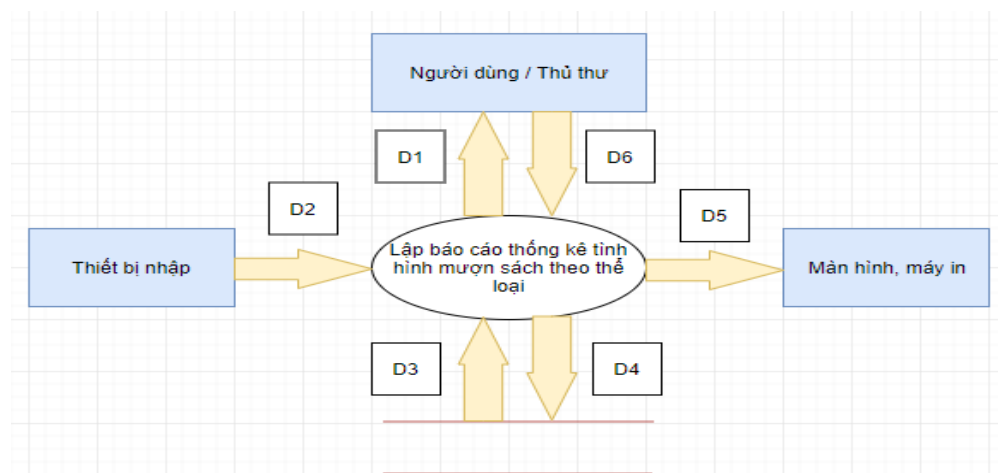 Người dùng / Thủ thư
D1
D6
D2
D5
Thiết bị nhập
Lập báo cáo thống kê tình
hình mượn sách theo thể
loại
Màn hình, máy in
D3
D4